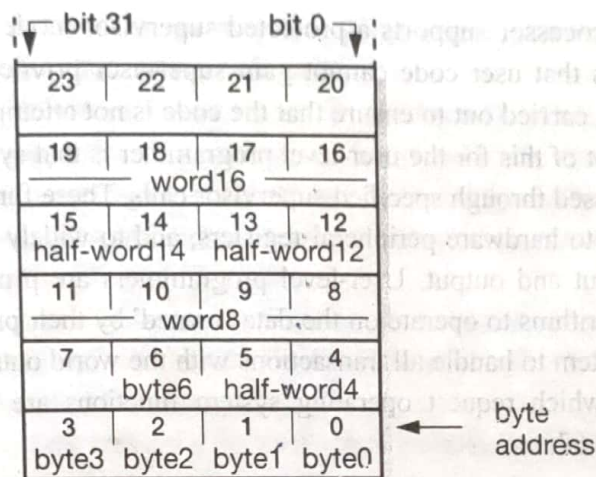 bit 31 bit 0
23 22 21 20
19 18 17 16
word16
15 14 13 12
half-word14 half-word12
11 10 9 8
word8
7 6 5 4
byte6 half-word4
3 2 1 0
byte3 byte2 byte1 byte0
byte
address